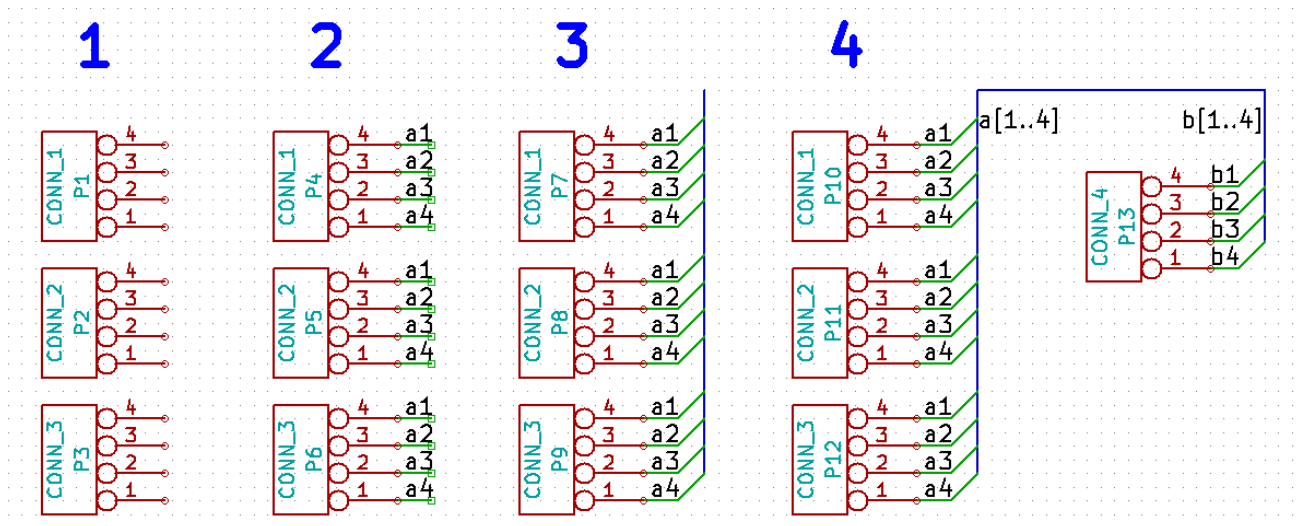 1 2 3 4
a[1..4] b[1..4]
CONN_1 P1 4 3 2 1
CONN_1 P4 4 3 2 1 a1 a2 a3 a4
CONN_1 P7 4 3 2 1 a1 a2 a3 a4
CONN_1 P10 4 3 2 1 a1 a2 a3 a4
CONN_4 P13 4 3 2 1 b1 b2 b3 b4
CONN_2 P2 4 3 2 1
CONN_2 P5 4 3 2 1 a1 a2 a3 a4
CONN_2 P8 4 3 2 1 a1 a2 a3 a4
CONN_2 P11 4 3 2 1 a1 a2 a3 a4
CONN_3 P3 4 3 2 1
CONN_3 P6 4 3 2 1 a1 a2 a3 a4
CONN_3 P9 4 3 2 1 a1 a2 a3 a4
CONN_3 P12 4 3 2 1 a1 a2 a3 a4